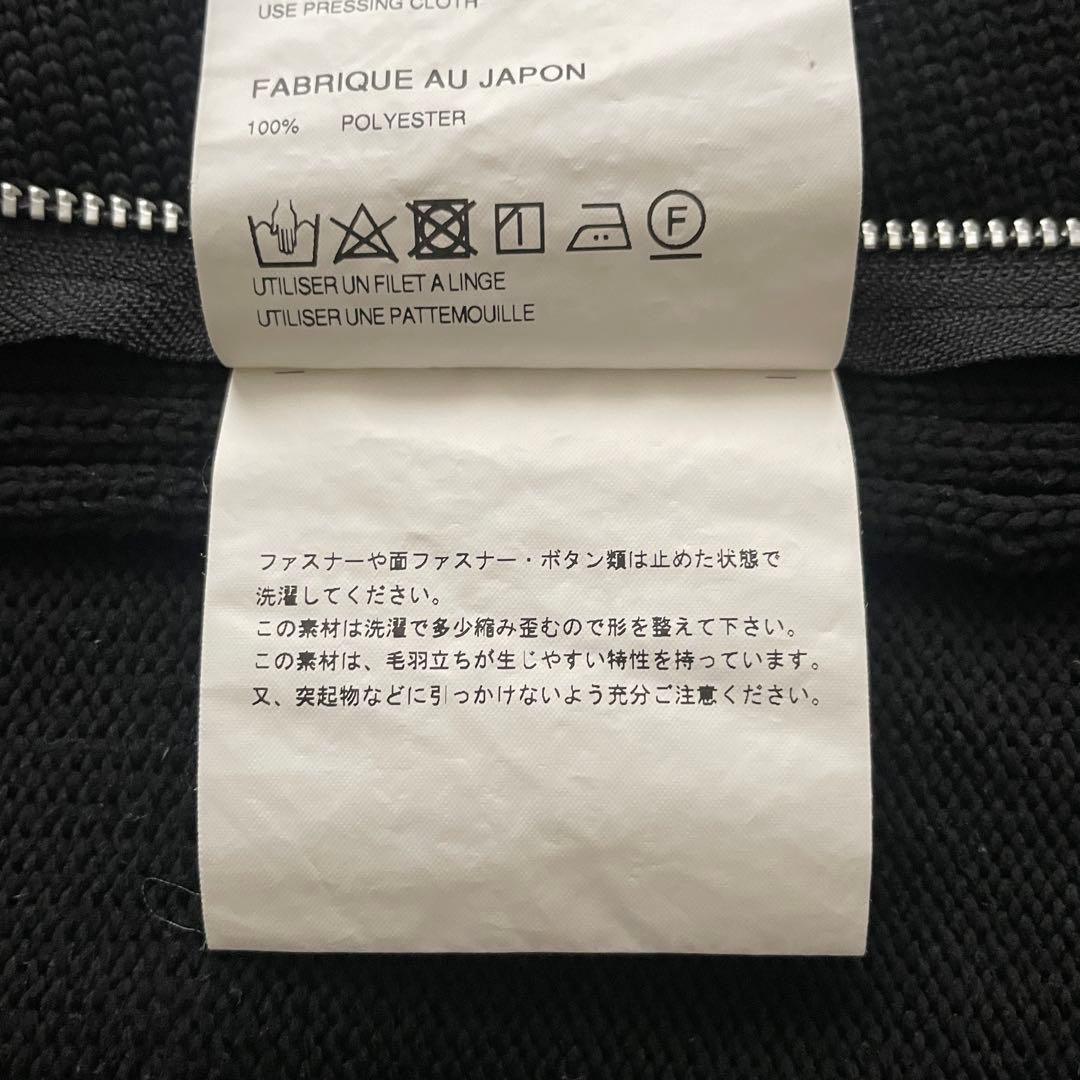 USE PRESSING CLOTH
FABRIQUE AU JAPON
100% POLYESTER
F
UTILISER UN FILET A LINGE
UTILISER UNE PATTEMOUILLE
ファスナーや面ファスナー・ボタン類は止めた状態で
洗濯してください。
この素材は洗濯で多少縮み歪むので形を整えて下さい。
この素材は、毛羽立ちが生じやすい特性を持っています。
又、突起物などに引っかけないよう充分ご注意ください。